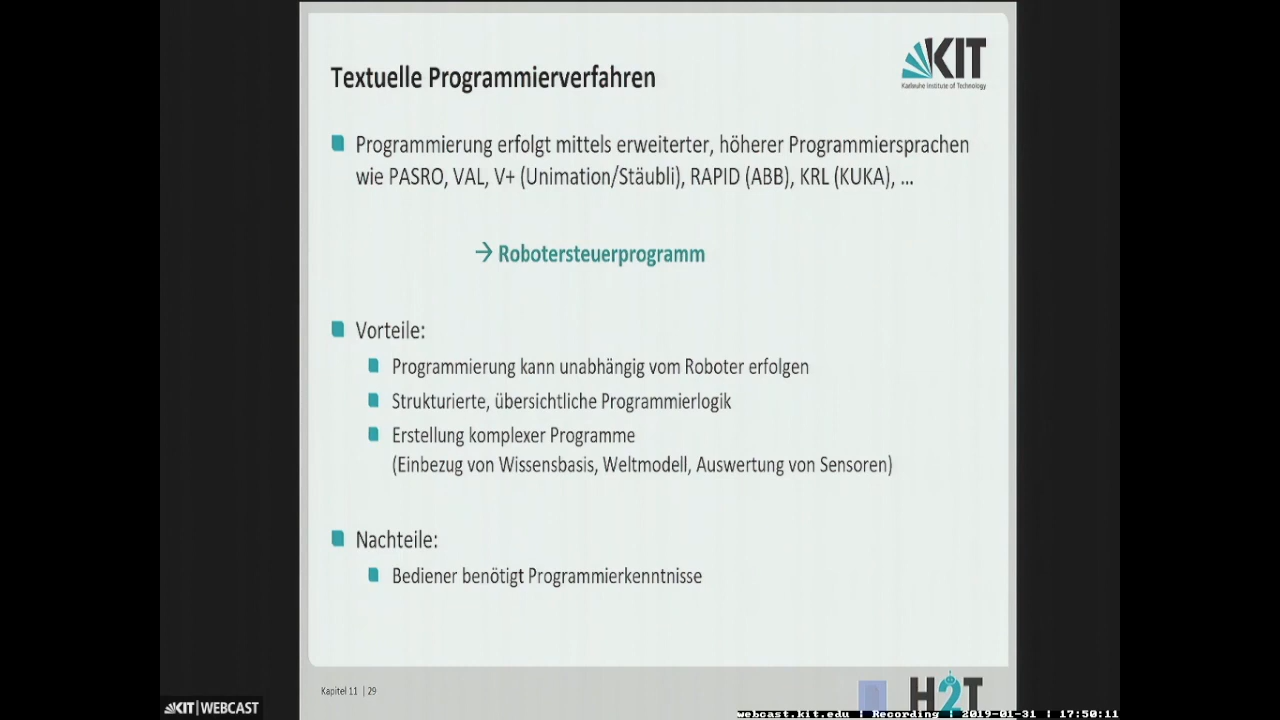 Textuelle Programmierverfahren
KIT
Karlsruhe Institute of Technology
Programmierung erfolgt mittels erweiterter, höherer Programmiersprachen
wie PASRO, VAL, V+ (Unimation/Stäubli), RAPID (ABB), KRL (KUKA), ...
→ Robotersteuerprogramm
Vorteile:
Programmierung kann unabhängig vom Roboter erfolgen
Strukturierte, übersichtliche Programmierlogik
Erstellung komplexer Programme
(Einbezug von Wissensbasis, Weltmodell, Auswertung von Sensoren)
Nachteile:
Bediener benötigt Programmierkenntnisse
Kapitel 11 | 29
H2T
KIT | WEBCAST
webcast.kit.edu | Recording | 2019-01-31 | 17:50:11